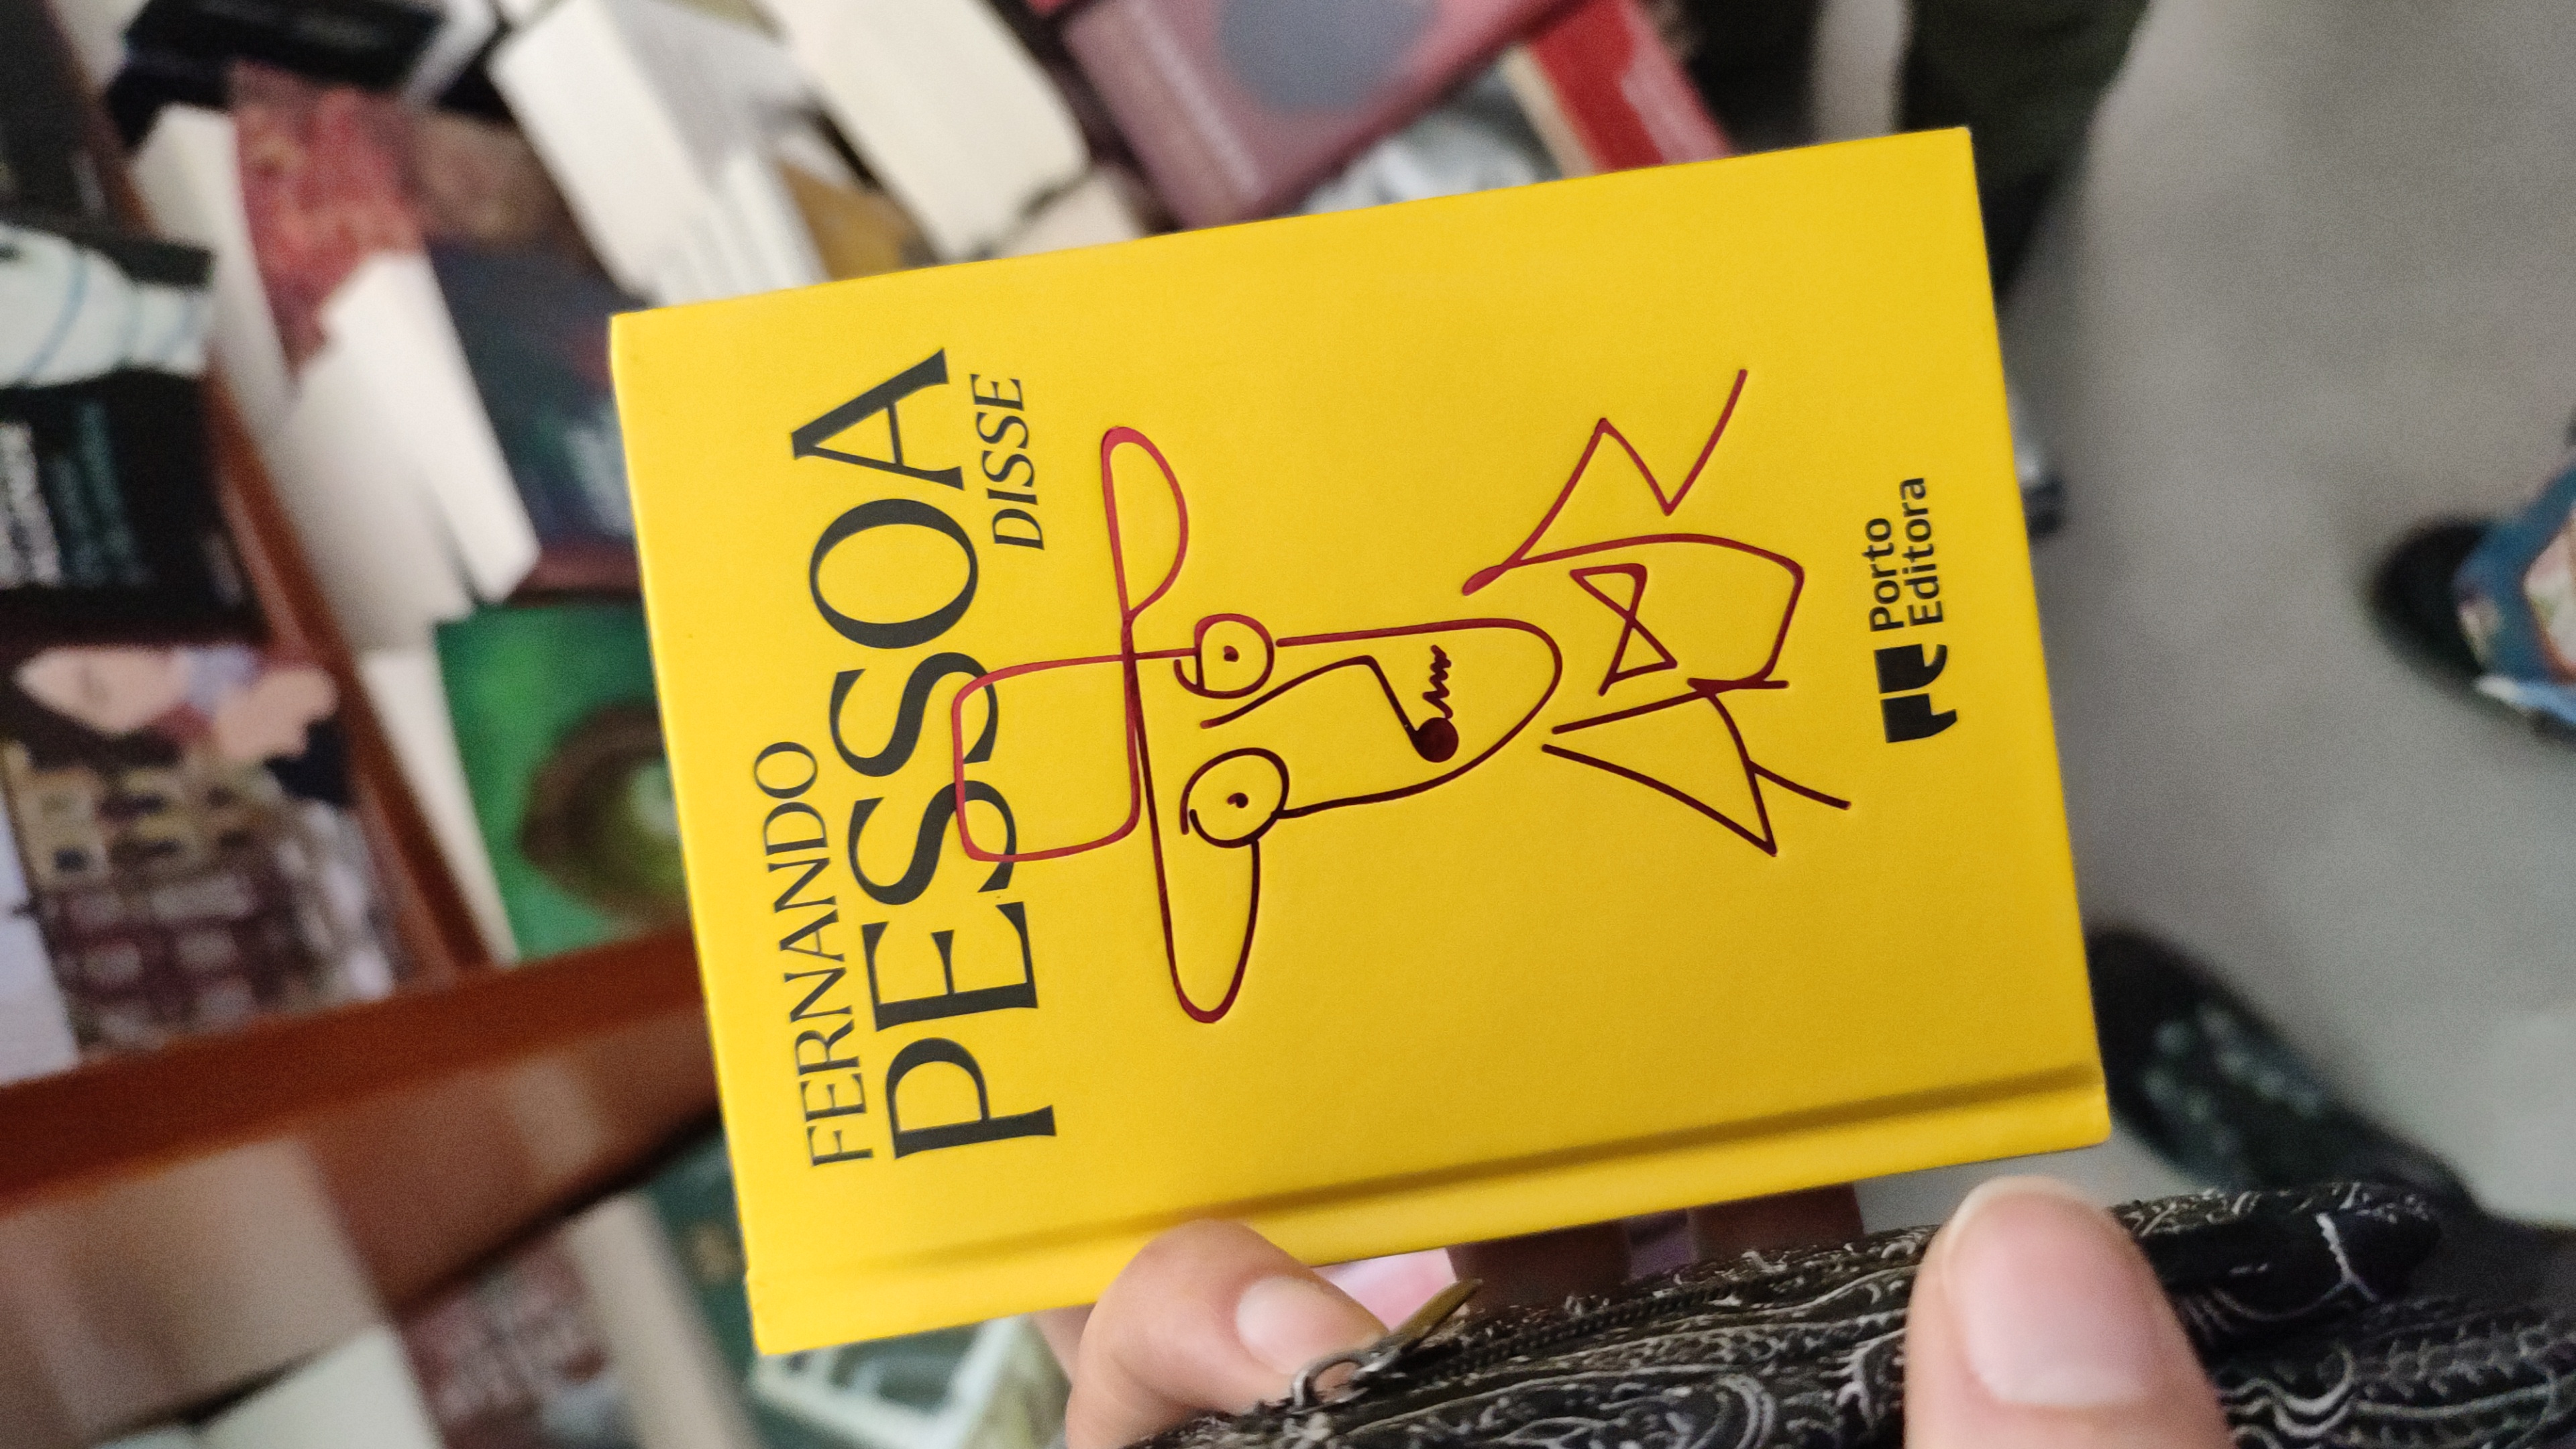 FERNANDO
PESSOA
DISSE
Porto
Editora